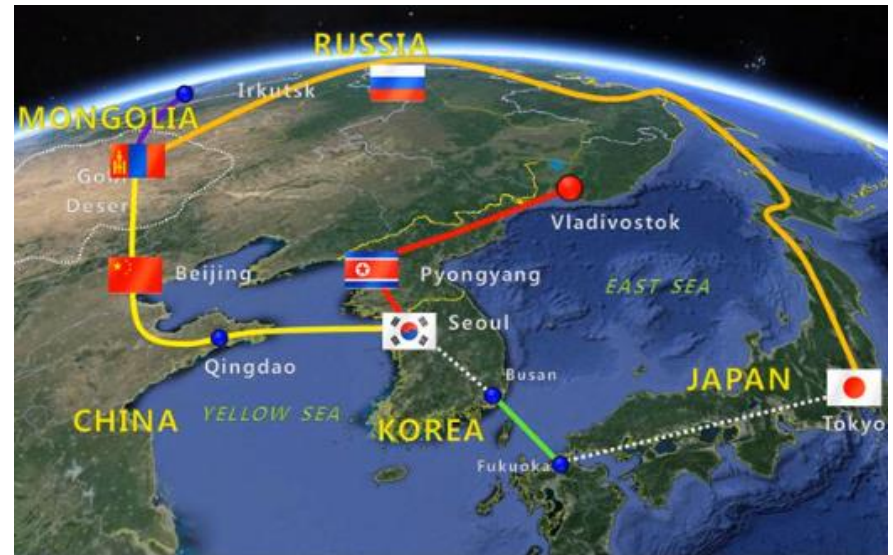 RUSSIA
Irkutsk
MONGOLIA
Gobi
Deser
Vladivostok
Beijing
Pyongyang
EAST SEA
Seoul
Qingdao
Busan
JAPAN
CHINA
YELLOW SEA
KOREA
Tokyo
Fukuoka